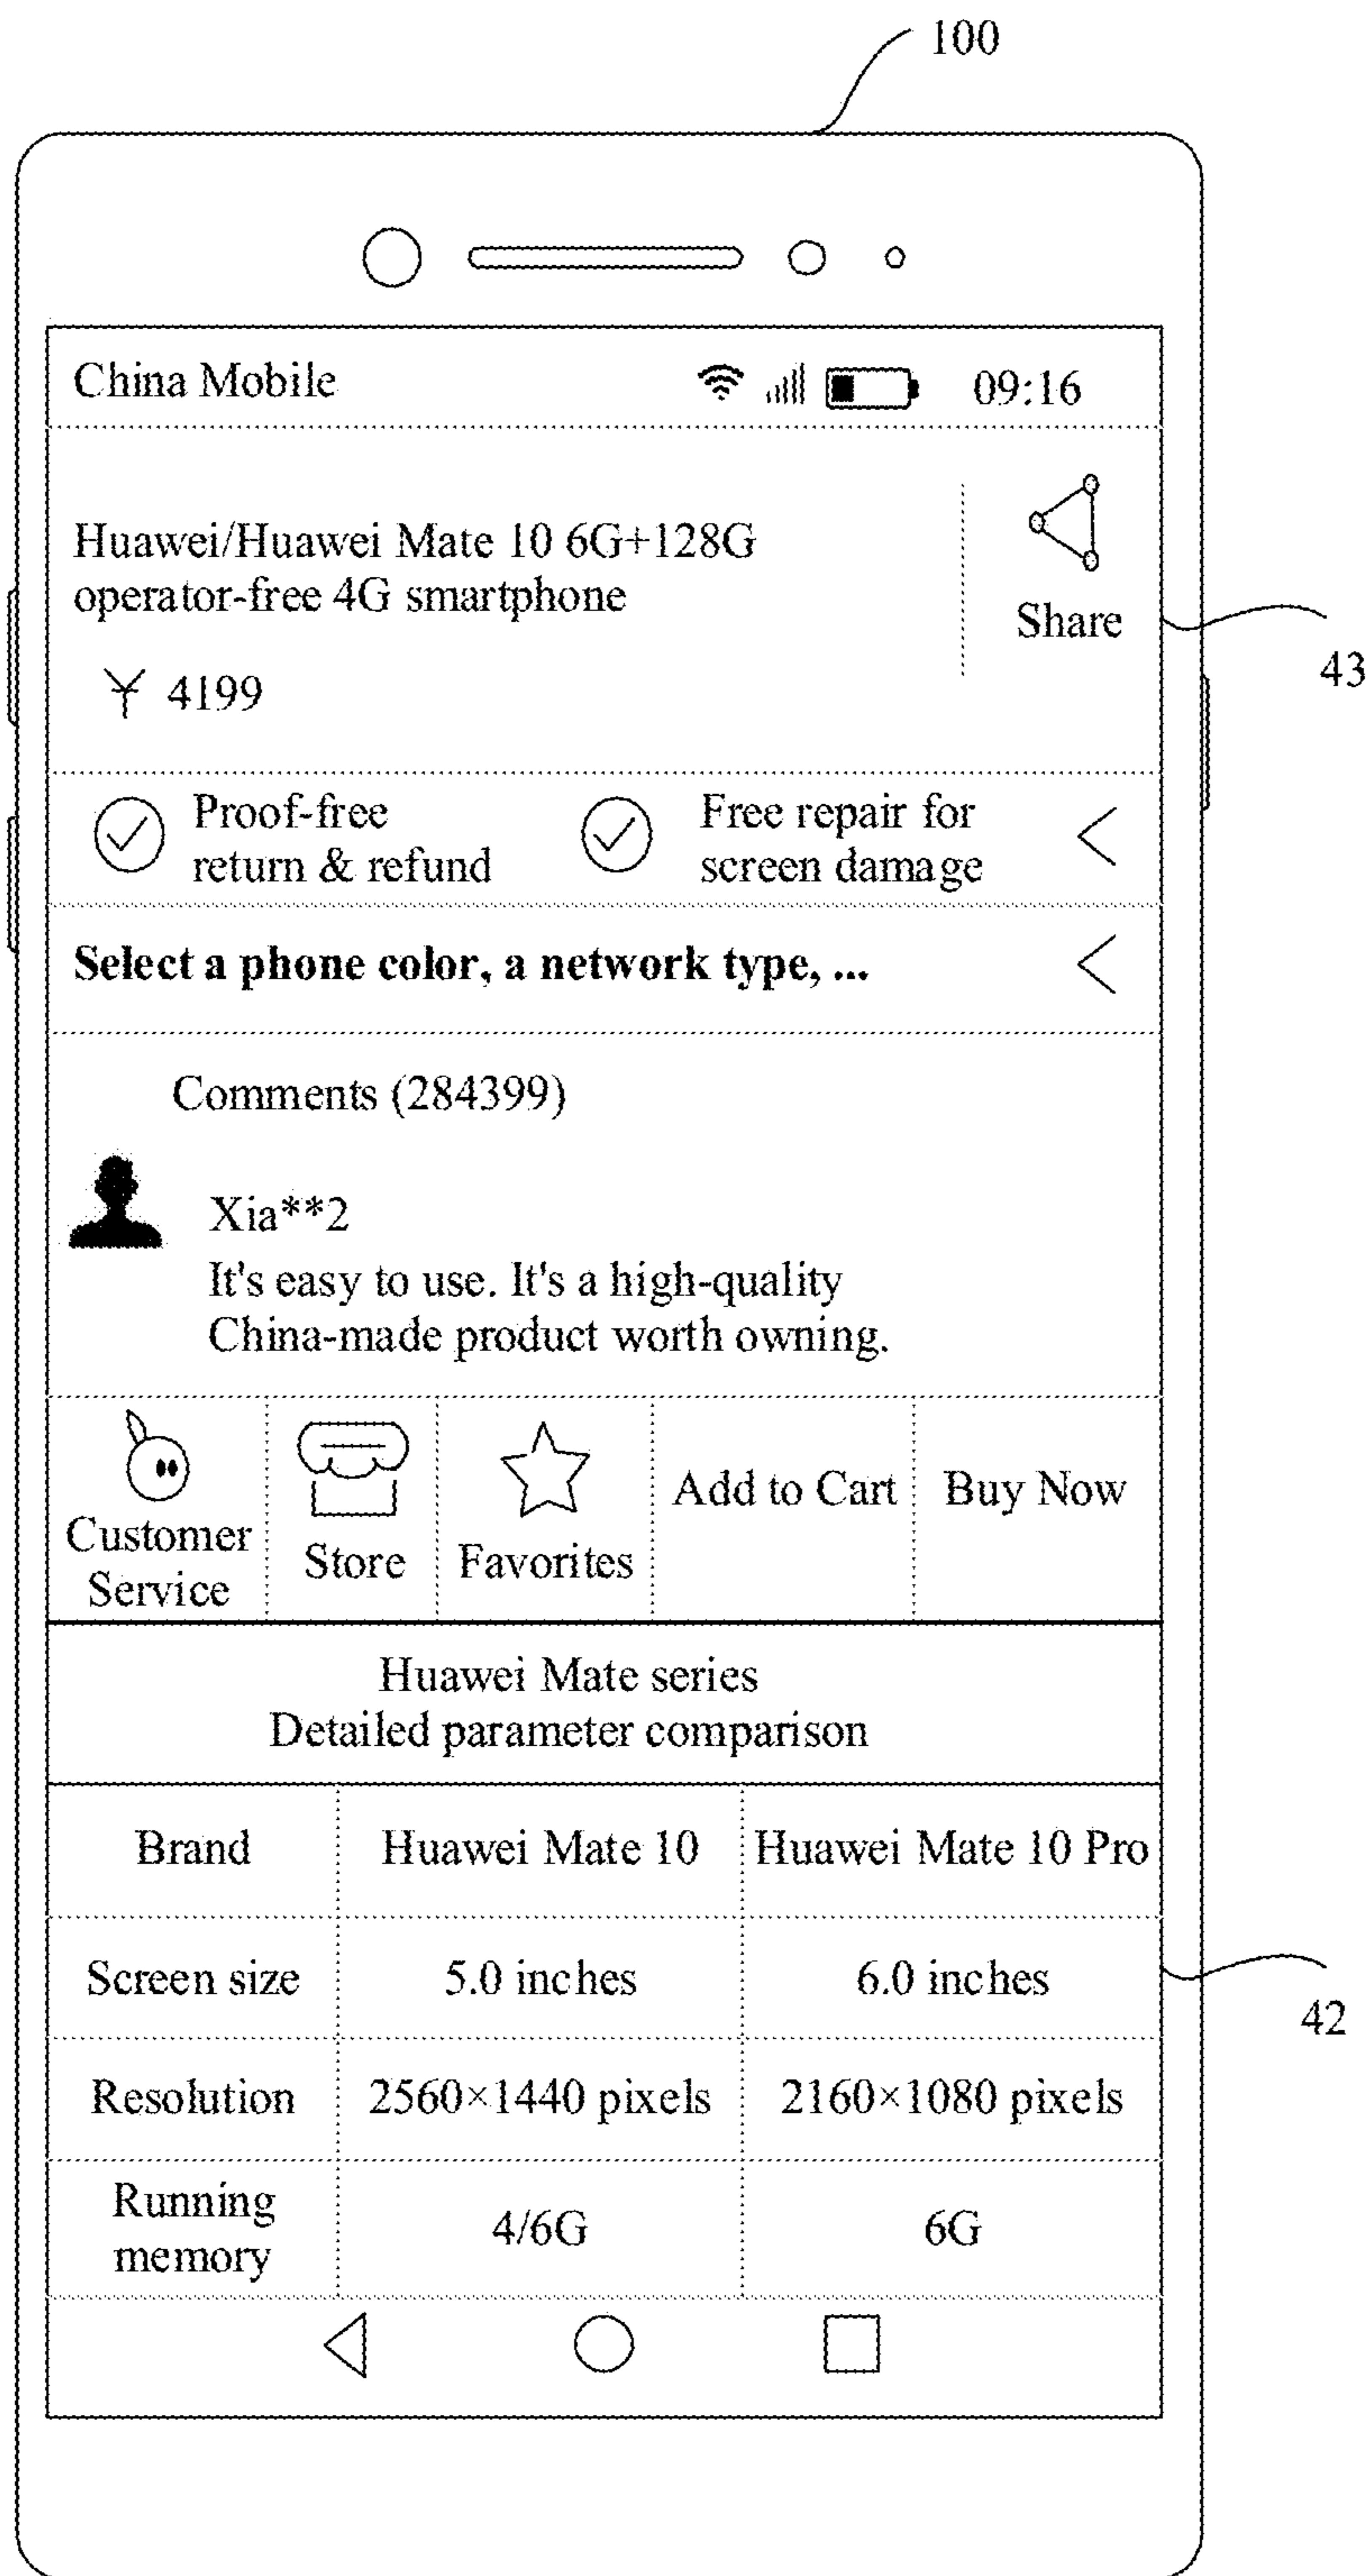 100
China Mobile 09:16
Huawei/Huawei Mate 10 6G+128G
operator-free 4G smartphone
Share
43
¥ 4199
Proof-free
return & refund
Free repair for
screen damage
Select a phone color, a network type, ...
Comments (284399)
Xia**2
It's easy to use. It's a high-quality
China-made product worth owning.
Customer
Service
Store
Favorites
Add to Cart
Buy Now
Huawei Mate series
Detailed parameter comparison
Brand Huawei Mate 10 Huawei Mate 10 Pro
Screen size 5.0 inches 6.0 inches
42
Resolution 2560×1440 pixels 2160×1080 pixels
Running
memory
4/6G 6G